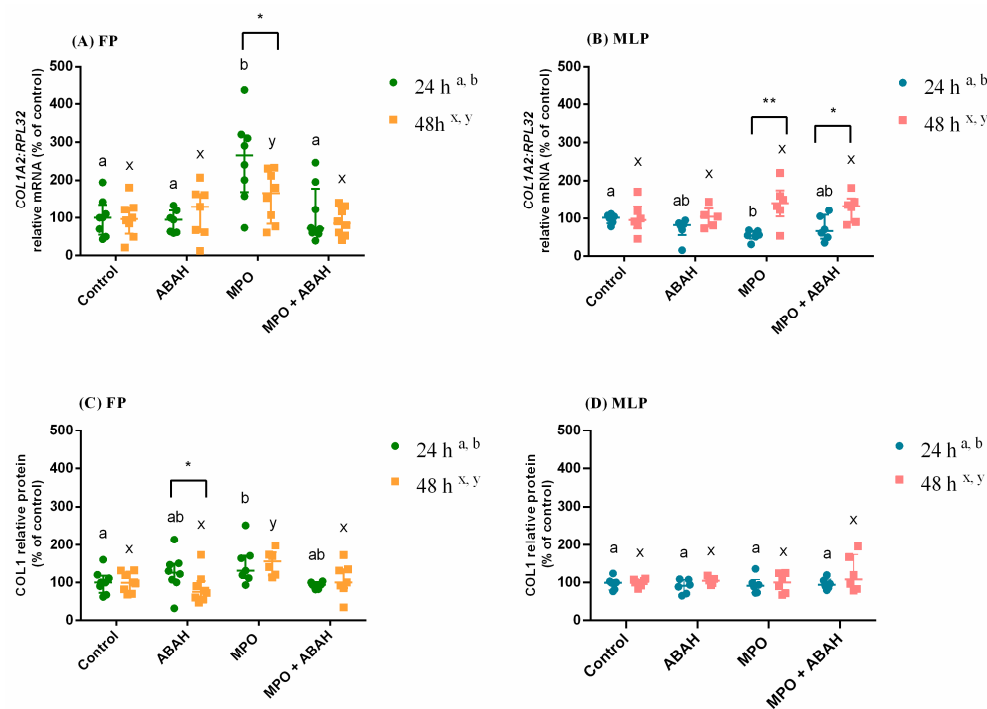 (A) FP
COL1A2:RPL32
relative mRNA (% of control)
500
400
300
200
100
0
a
x
a
x
b
*
y
a
x
Control
ABAH
MPO
MPO + ABAH
24 h a, b
48h x, y
(B) MLP
COL1A2:RPL32
relative mRNA (% of control)
500
400
300
200
100
0
a
x
ab
x
b
**
x
ab
*
x
Control
ABAH
MPO
MPO + ABAH
24 h a, b
48 h x, y
(C) FP
COL1 relative protein
(% of control)
500
400
300
200
100
0
a
x
ab
*
x
b
y
ab
x
Control
ABAH
MPO
MPO + ABAH
24 h a, b
48 h x, y
(D) MLP
COL1 relative protein
(% of control)
500
400
300
200
100
0
a
x
a
x
a
x
a
x
Control
ABAH
MPO
MPO + ABAH
24 h a, b
48 h x, y